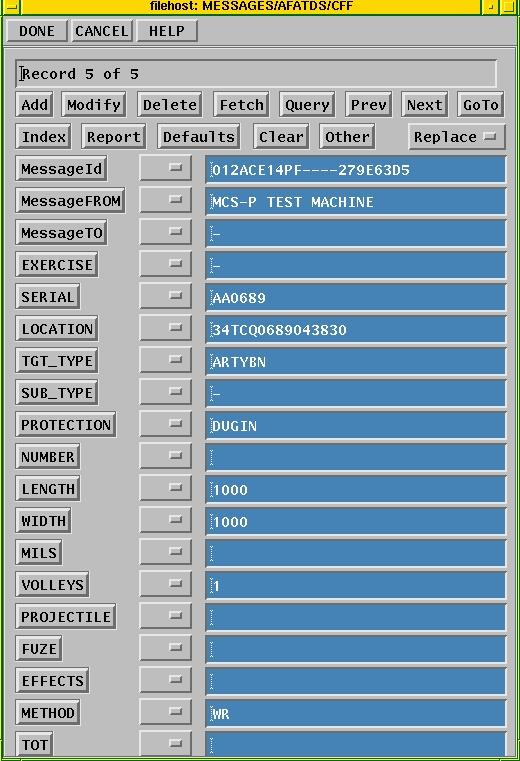 filehost: MESSAGES/AFATDS/CFF
DONE CANCEL HELP
Record 5 of 5
Add Modify Delete Fetch Query Prev Next GoTo
Index Report Defaults Clear Other Replace
MessageId 012ACE14PF----279E63D5
MessageFROM MCS-P TEST MACHINE
MessageTO -
EXERCISE -
SERIAL AA0689
LOCATION 34TCQ0689043830
TGT_TYPE ARTYBN
SUB_TYPE -
PROTECTION DUGIN
NUMBER
LENGTH 1000
WIDTH 1000
MILS
VOLLEYS 1
PROJECTILE
FUZE
EFFECTS
METHOD WR
TOT